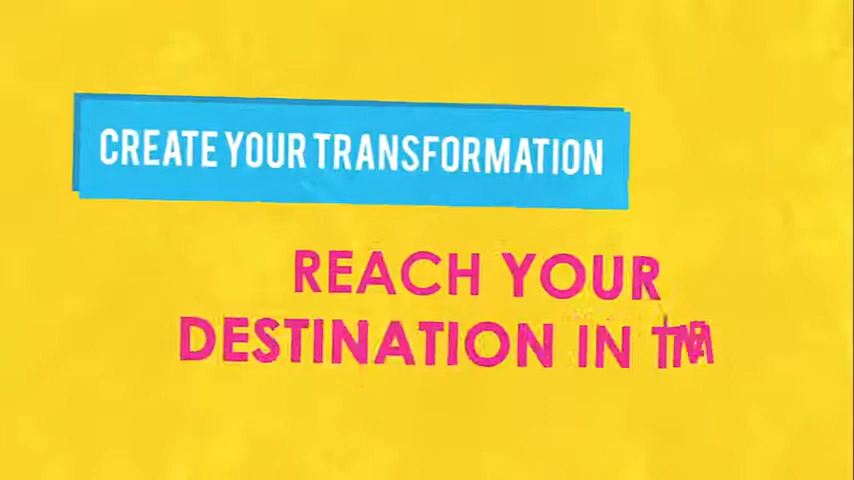 CREATE YOUR TRANSFORMATION
REACH YOUR
DESTINATION IN